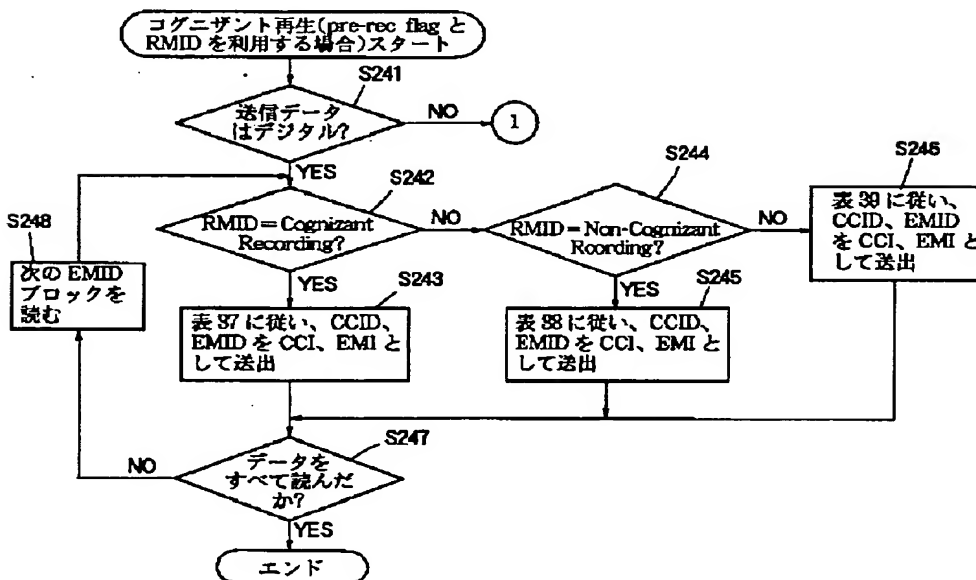 コグニザント再生(pre-rec flag と
RMID を利用する場合)スタート
S241
送信データ
はデジタル?
NO
1
YES
S242
RMID=Cognizant
Recording?
NO
S244
RMID=Non-Cognizant
Rcording?
NO
S246
表 39 に従い、
CCID、EMID
を CCI、EMI と
して送出
S248
次の EMID
ブロックを
読む
YES
S243
表 37 に従い、CCID、
EMID を CCI、EMI と
して送出
YES
S245
表 38 に従い、CCID、
EMID を CCI、EMI と
して送出
S247
データを
すべて読んだ
か?
NO
YES
エンド